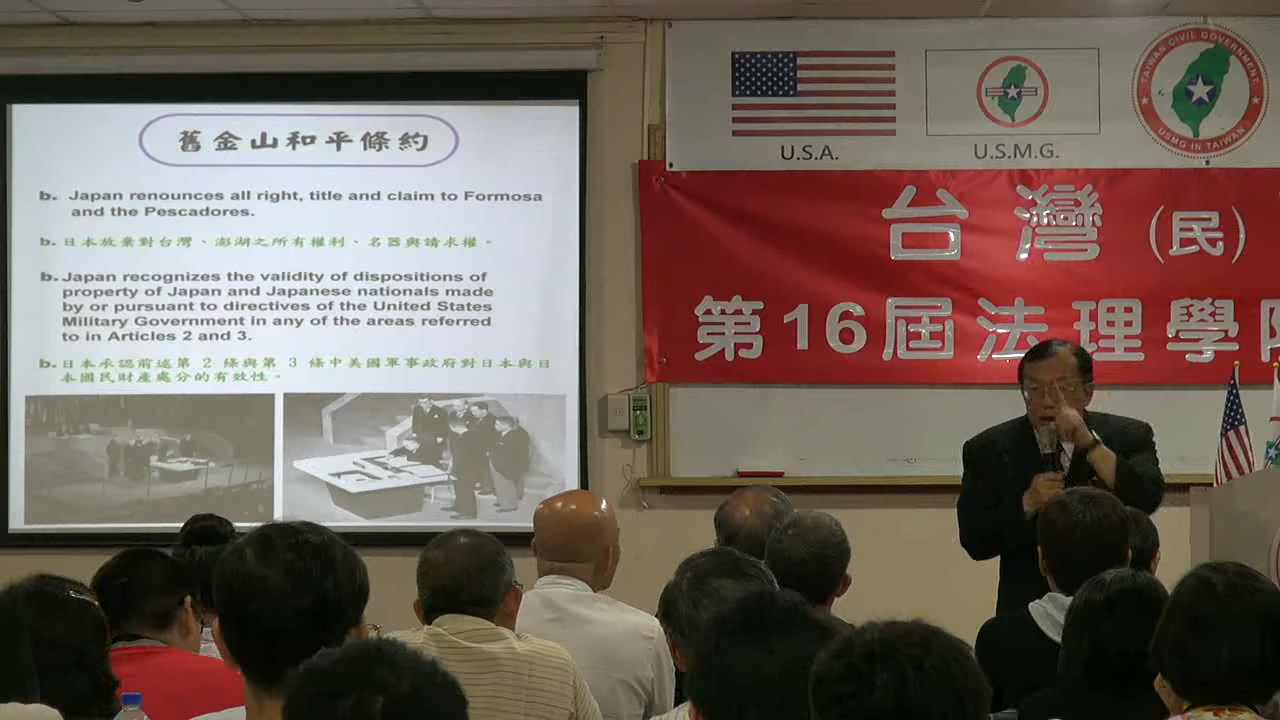 舊金山和平條約
b. Japan renounces all right, title and claim to Formosa
and the Pescadores.
b. 日本放棄對台灣、澎湖之所有權利、名器與請求權。
b. Japan recognizes the validity of dispositions of
property of Japan and Japanese nationals made
by or pursuant to directives of the United States
Military Government in any of the areas referred
to in Articles 2 and 3.
b. 日本承認前述第 2 條與第 3 條中美國軍事政府對日本與日
本國民財產處分的有效性。
U.S.A.
U.S.M.G.
TAIWAN CIVIL GOVERNMENT
USMG IN TAIWAN
台灣(民)
第16屆法理學院